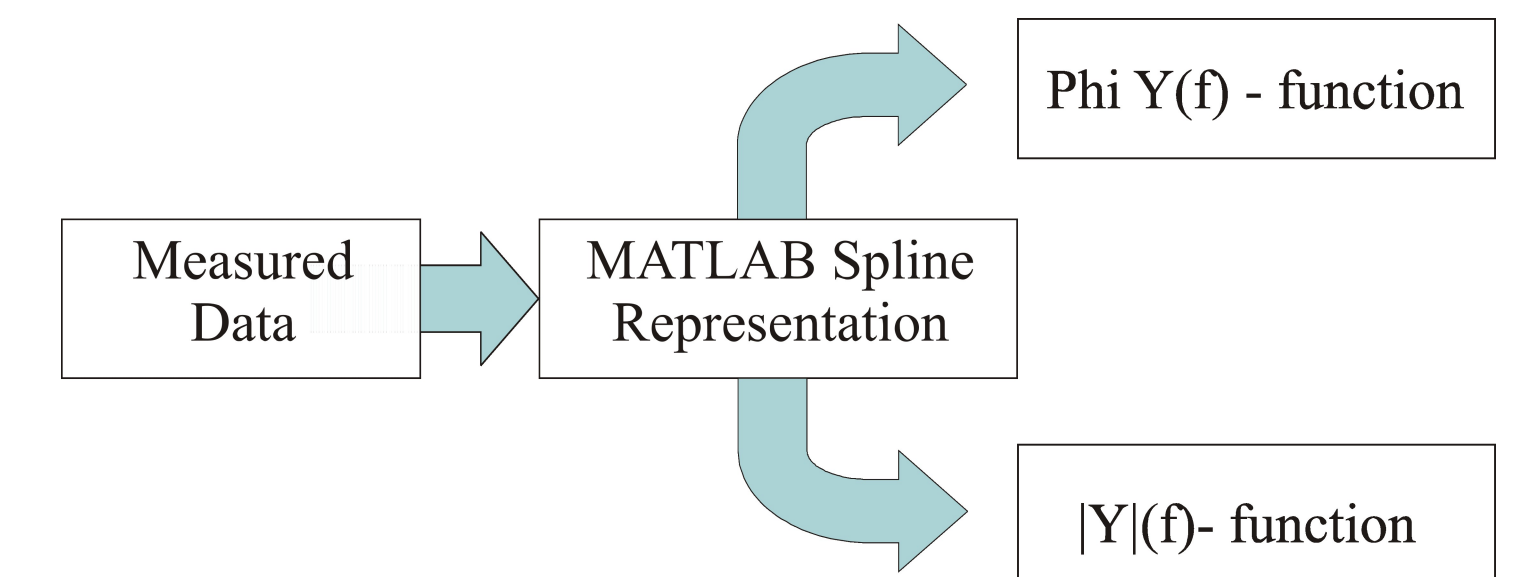 Phi Y(f) - function
Measured
Data
MATLAB Spline
Representation
|Y|(f)- function